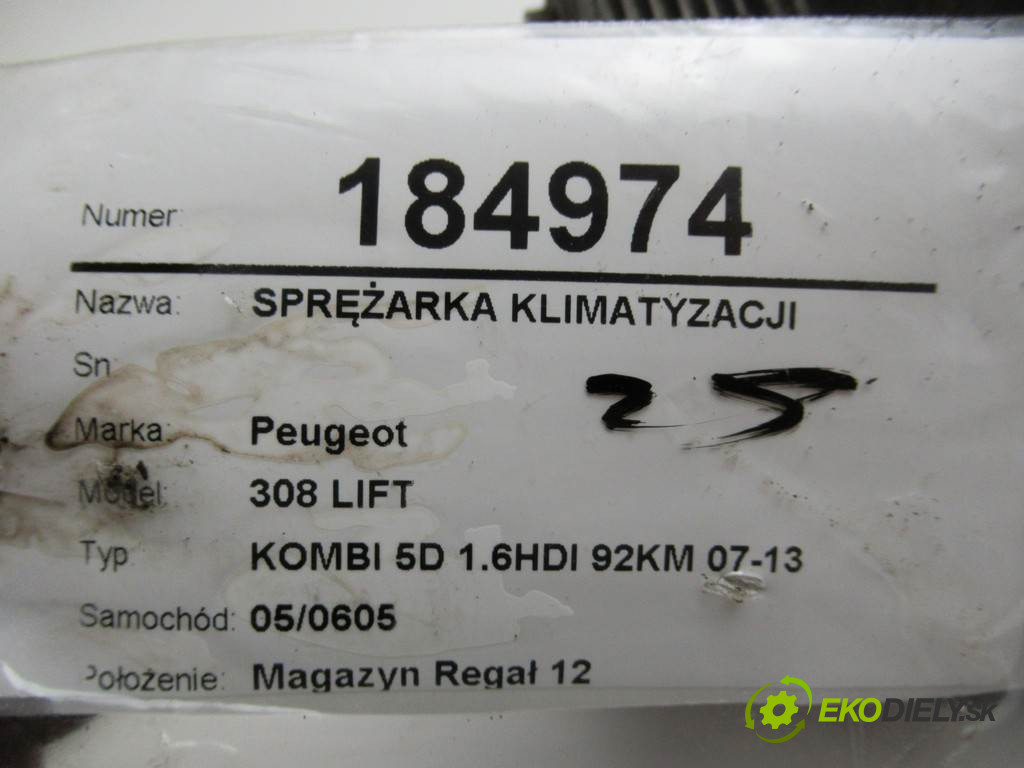 Numer: 184974
Nazwa: SPRĘŻARKA KLIMATYZACJI
Sn
25
Marka: Peugeot
Model: 308 LIFT
Typ KOMBI 5D 1.6HDI 92KM 07-13
Samochód: 05/0605
Położenie: Magazyn Regał 12
EKODIELY.SK